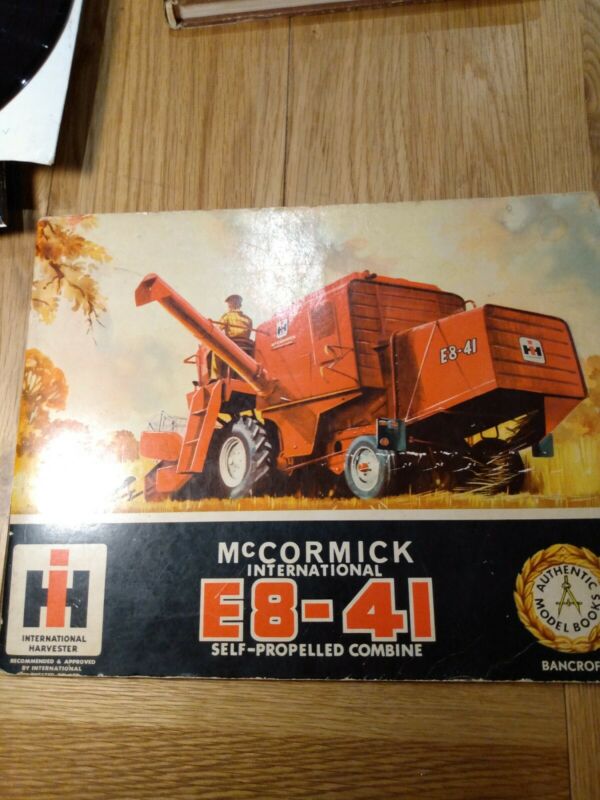 E8-41
IH
McCORMICK
INTERNATIONAL
E8-41
SELF-PROPELLED COMBINE
IH
INTERNATIONAL
HARVESTER
RECOMMENDED & APPROVED
BY INTERNATIONAL
AUTHENTIC
MODEL BOOKS
BANCROF